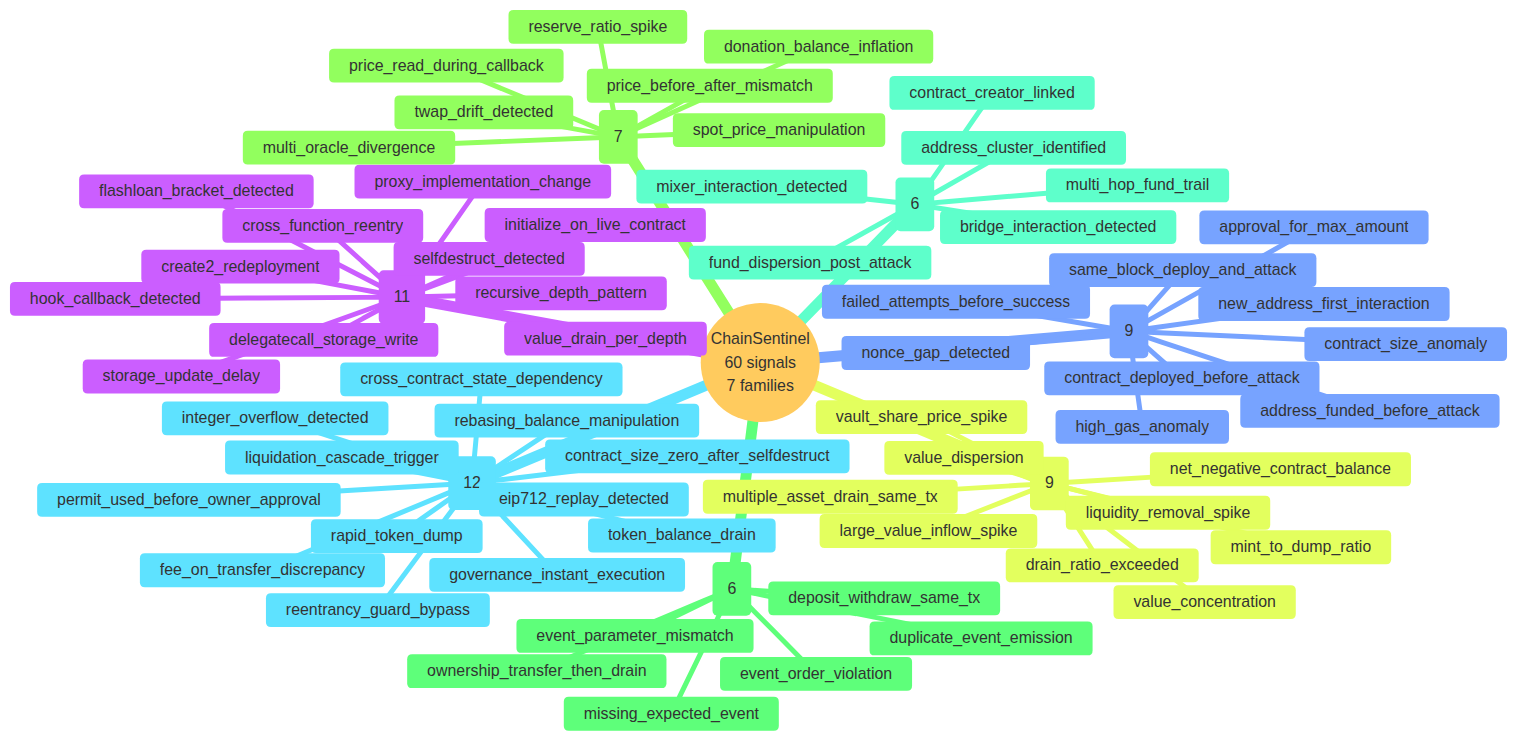 reserve_ratio_spike
donation_balance_inflation
price_read_during_callback
price_before_after_mismatch
twap_drift_detected
7
spot_price_manipulation
multi_oracle_divergence
contract_creator_linked
address_cluster_identified
mixer_interaction_detected
multi_hop_fund_trail
6
bridge_interaction_detected
fund_dispersion_post_attack
proxy_implementation_change
flashloan_bracket_detected
cross_function_reentry
initialize_on_live_contract
create2_redeployment
selfdestruct_detected
hook_callback_detected
11
recursive_depth_pattern
delegatecall_storage_write
value_drain_per_depth
storage_update_delay
approval_for_max_amount
same_block_deploy_and_attack
failed_attempts_before_success
new_address_first_interaction
9
contract_size_anomaly
nonce_gap_detected
contract_deployed_before_attack
address_funded_before_attack
high_gas_anomaly
ChainSentinel
60 signals
7 families
cross_contract_state_dependency
integer_overflow_detected
rebasing_balance_manipulation
liquidation_cascade_trigger
contract_size_zero_after_selfdestruct
12
permit_used_before_owner_approval
eip712_replay_detected
rapid_token_dump
token_balance_drain
fee_on_transfer_discrepancy
governance_instant_execution
reentrancy_guard_bypass
vault_share_price_spike
value_dispersion
net_negative_contract_balance
9
multiple_asset_drain_same_tx
liquidity_removal_spike
large_value_inflow_spike
mint_to_dump_ratio
drain_ratio_exceeded
value_concentration
6
deposit_withdraw_same_tx
event_parameter_mismatch
duplicate_event_emission
ownership_transfer_then_drain
event_order_violation
missing_expected_event